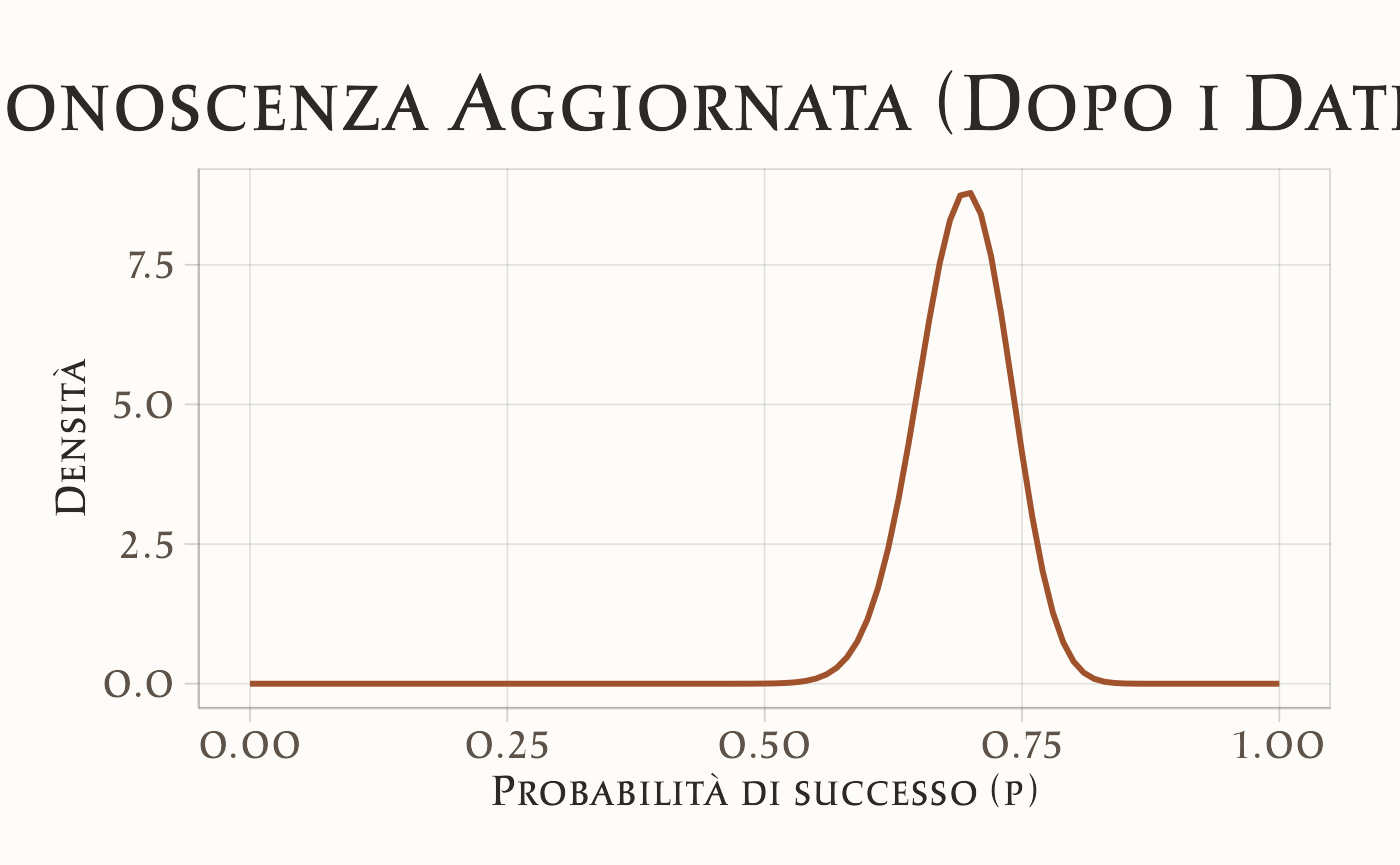 onoscenza Aggiornata (Dopo i Dati
Densità
7.5
5.0
2.5
0.0
0.00 0.25 0.50 0.75 1.00
Probabilità di successo (p)